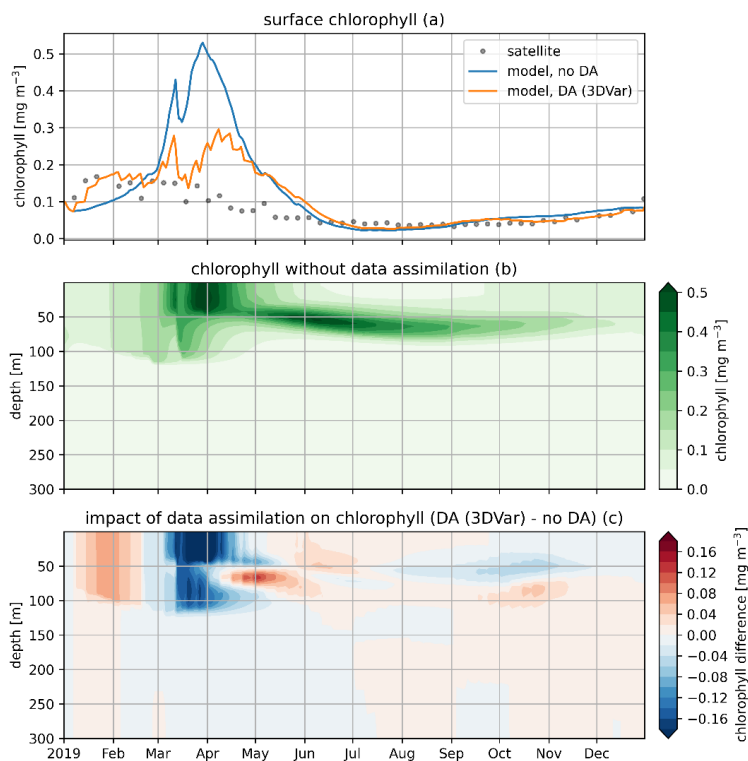 surface chlorophyll (a)
chlorophyll [mg m⁻³]
0.5
0.4
0.3
0.2
0.1
0.0
satellite
model, no DA
model, DA (3DVar)
chlorophyll without data assimilation (b)
depth [m]
50
100
150
200
250
300
0.5
0.4
0.3
0.2
0.1
0.0
chlorophyll [mg m⁻³]
impact of data assimilation on chlorophyll (DA (3DVar) - no DA) (c)
depth [m]
50
100
150
200
250
300
2019 Feb Mar Apr May Jun Jul Aug Sep Oct Nov Dec
0.16
0.12
0.08
0.04
0.00
−0.04
−0.08
−0.12
−0.16
chlorophyll difference [mg m⁻³]